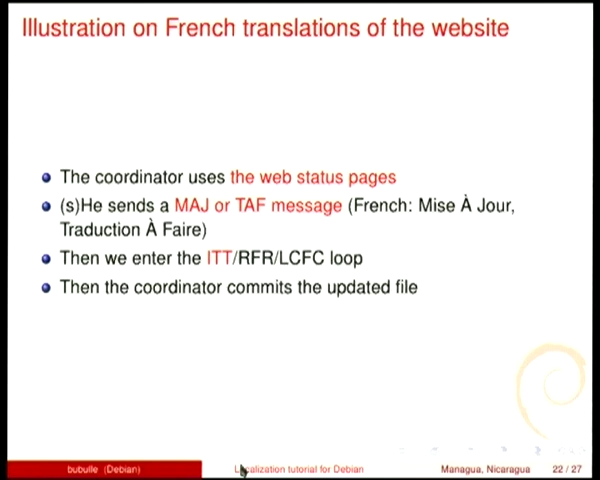 Illustration on French translations of the website
The coordinator uses the web status pages
(s)He sends a MAJ or TAF message (French: Mise À Jour,
Traduction À Faire)
Then we enter the ITT/RFR/LCFC loop
Then the coordinator commits the updated file
bubulle (Debian)
Localization tutorial for Debian
Managua, Nicaragua
22 / 27